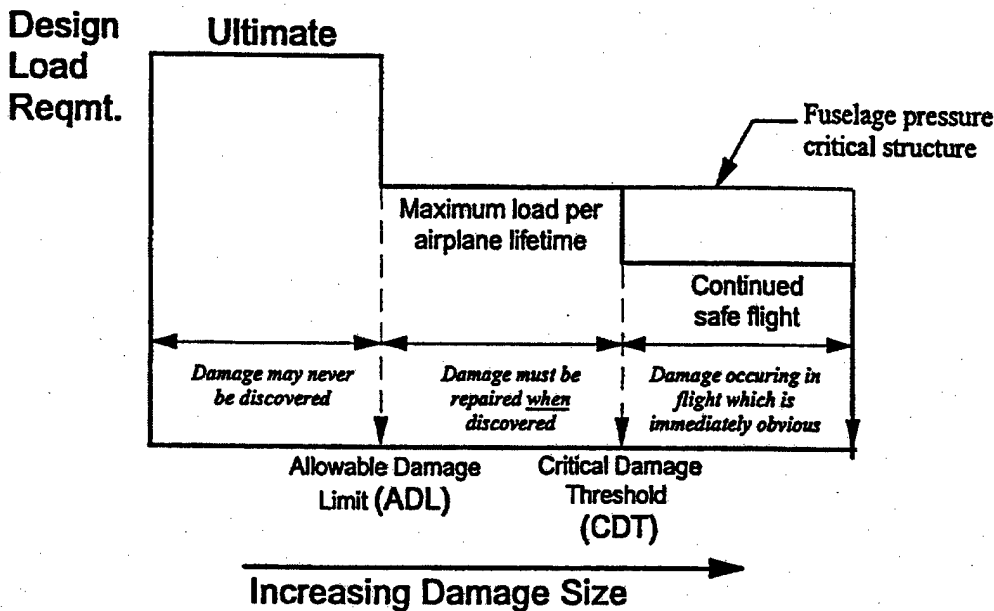 Design
Load
Reqmt.
Ultimate
Fuselage pressure
critical structure
Maximum load per
airplane lifetime
Continued
safe flight
Damage may never
be discovered
Damage must be
repaired when
discovered
Damage occuring in
flight which is
immediately obvious
Allowable Damage
Limit (ADL)
Critical Damage
Threshold
(CDT)
Increasing Damage Size